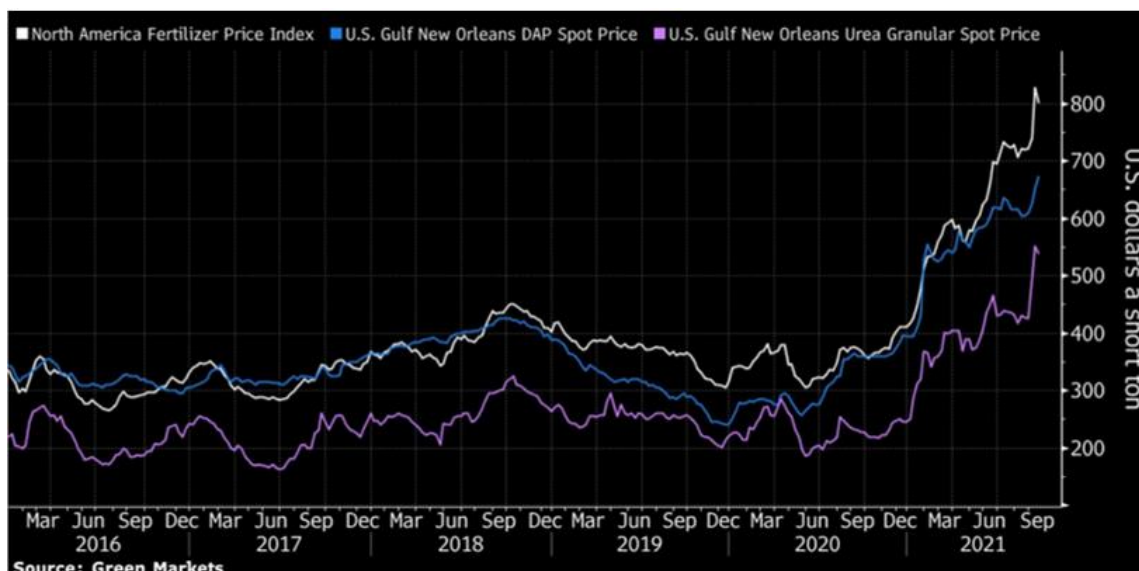 North America Fertilizer Price Index U.S. Gulf New Orleans DAP Spot Price U.S. Gulf New Orleans Urea Granular Spot Price
800
700
600
500
400
300
200
U.S. dollars a short ton
Mar Jun Sep Dec Mar Jun Sep Dec Mar Jun Sep Dec Mar Jun Sep Dec Mar Jun Sep Dec Mar Jun Sep
2016 2017 2018 2019 2020 2021
Source: Green Markets